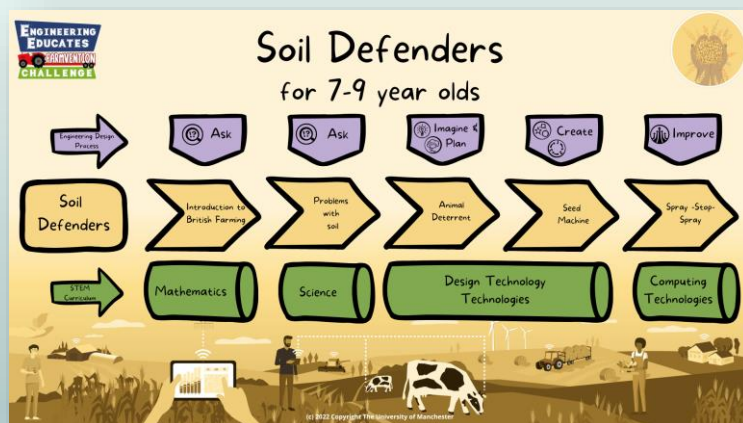 ENGINEERING
EDUCATES
FARMVENTION
CHALLENGE
Soil Defenders
for 7-9 year olds
Engineering Design
Process
Ask
Ask
Imagine &
Plan
Create
Improve
Soil
Defenders
Introduction to
British Farming
Problems
with
soil
Animal
Deterrent
Seed
Machine
Spray -Stop-
Spray
STEM
Curriculum
Mathematics
Science
Design Technology
Technologies
Computing
Technologies
(c) 2022 Copyright The University of Manchester